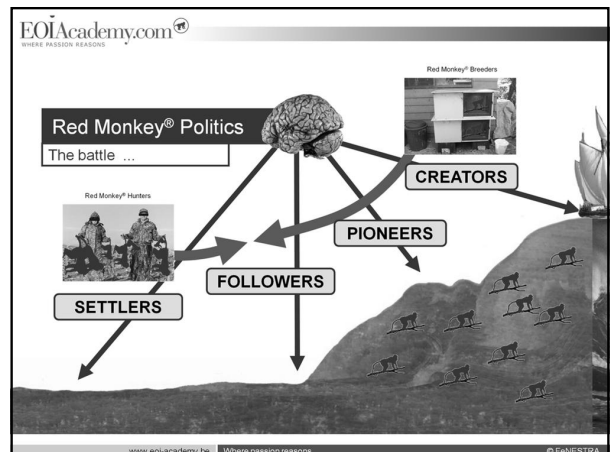 EOIAcademy.com
WHERE PASSION REASONS
Red Monkey® Breeders
Red Monkey® Politics
The battle ...
CREATORS
Red Monkey® Hunters
PIONEERS
FOLLOWERS
SETTLERS
www.eoi-academy.be
Where passion reasons
© FeNESTRA